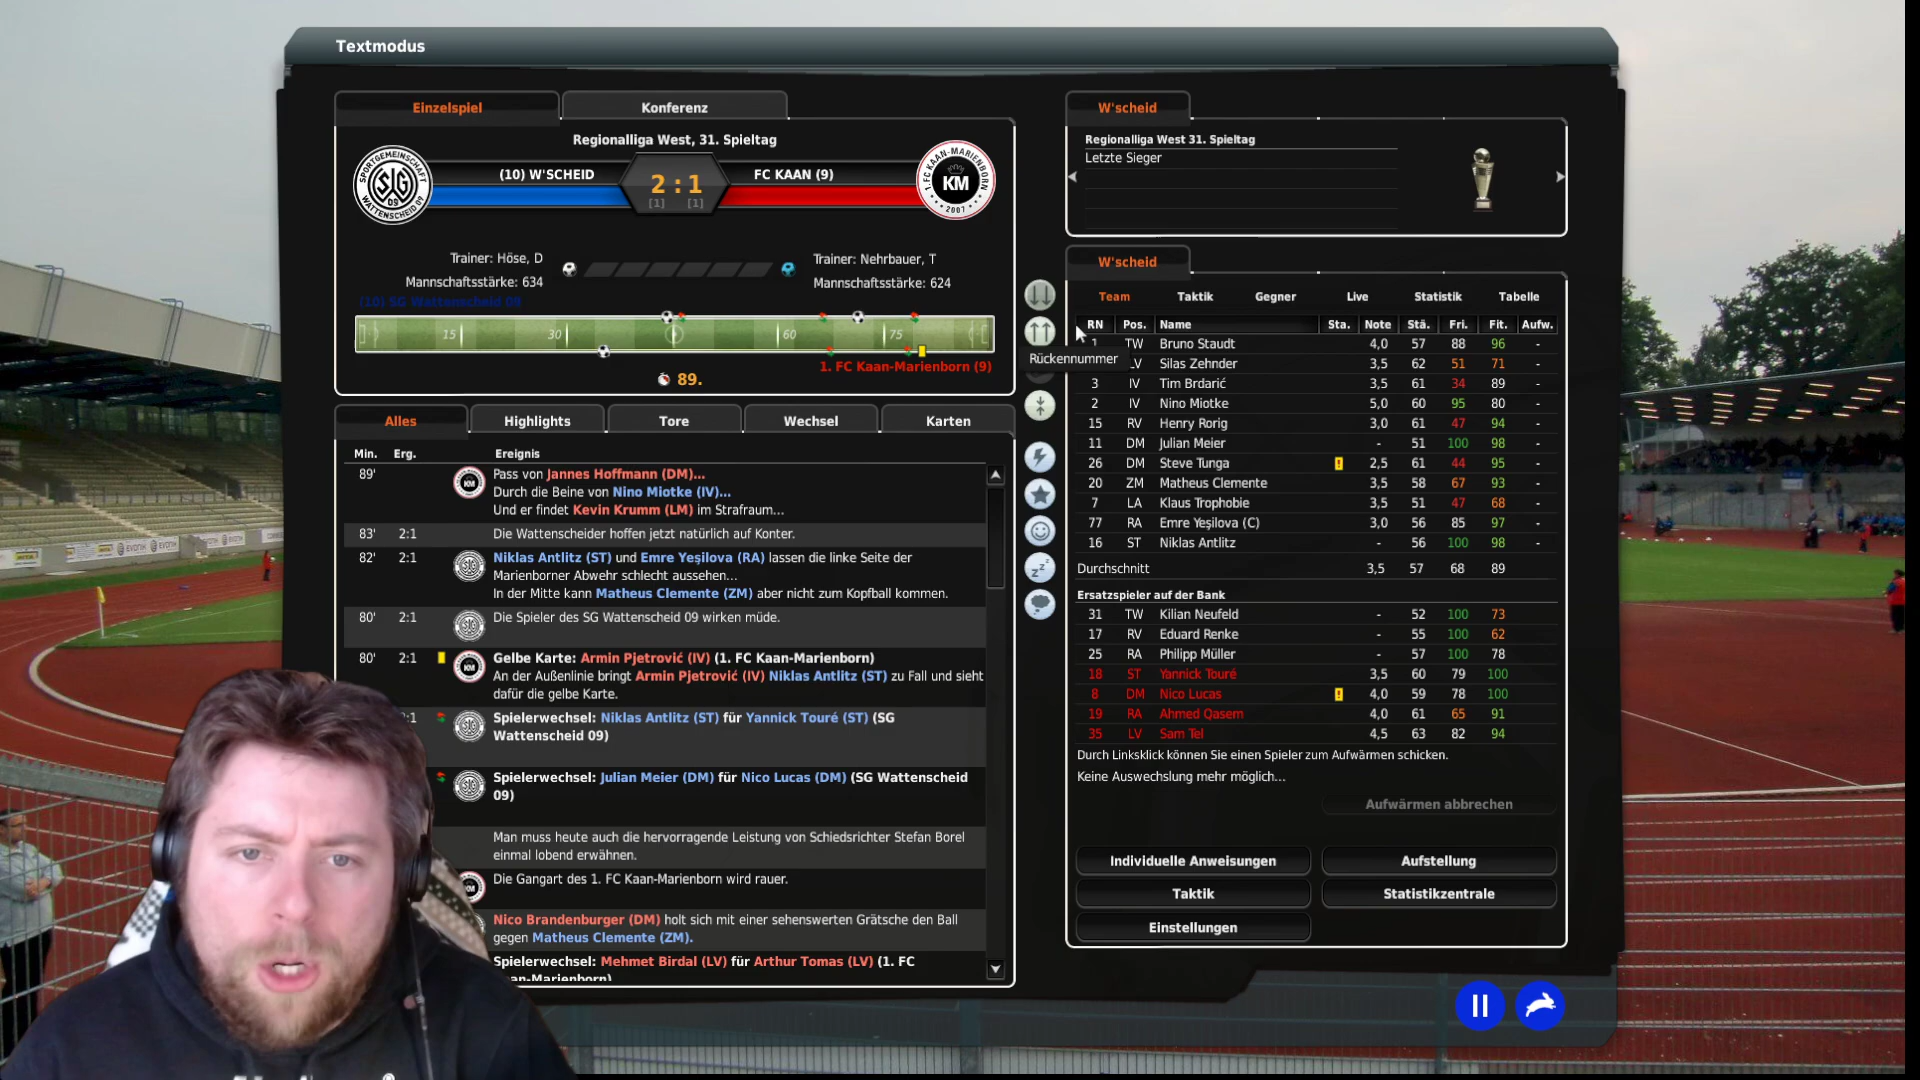 Textmodus
Einzelspiel
Konferenz
Regionalliga West, 31. Spieltag
SPORTGEMEINSCHAFT
SG
09
WATTENSCHEID 09
(10) W'SCHEID
2 : 1
[1] [1]
FC KAAN (9)
1.FC KAAN-MARIENBORN
KM
2007
Trainer: Höse, D
Mannschaftsstärke: 634
Trainer: Nehrbauer, T
Mannschaftsstärke: 624
(10) SG Wattenscheid 09
15 30 60 75
1. FC Kaan-Marienborn (9)
89.
Alles Highlights Tore Wechsel Karten
Min. Erg. Ereignis
89' Pass von Jannes Hoffmann (DM)...
Durch die Beine von Nino Miotke (IV)...
Und er findet Kevin Krumm (LM) im Strafraum...
83' 2:1 Die Wattenscheider hoffen jetzt natürlich auf Konter.
82' 2:1 Niklas Antlitz (ST) und Emre Yeşilova (RA) lassen die linke Seite der
Marienborner Abwehr schlecht aussehen...
In der Mitte kann Matheus Clemente (ZM) aber nicht zum Kopfball kommen.
80' 2:1 Die Spieler des SG Wattenscheid 09 wirken müde.
80' 2:1 Gelbe Karte: Armin Pjetrović (IV) (1. FC Kaan-Marienborn)
An der Außenlinie bringt Armin Pjetrović (IV) Niklas Antlitz (ST) zu Fall und sieht
dafür die gelbe Karte.
:1 Spielerwechsel: Niklas Antlitz (ST) für Yannick Touré (ST) (SG
Wattenscheid 09)
Spielerwechsel: Julian Meier (DM) für Nico Lucas (DM) (SG Wattenscheid
09)
Man muss heute auch die hervorragende Leistung von Schiedsrichter Stefan Borel
einmal lobend erwähnen.
Die Gangart des 1. FC Kaan-Marienborn wird rauer.
Nico Brandenburger (DM) holt sich mit einer sehenswerten Grätsche den Ball
gegen Matheus Clemente (ZM).
Spielerwechsel: Mehmet Birdal (LV) für Arthur Tomas (LV) (1. FC
aan-Marienborn)
W'scheid
Regionalliga West 31. Spieltag
Letzte Sieger
W'scheid
Team Taktik Gegner Live Statistik Tabelle
RN Pos. Name Sta. Note Stä. Fri. Fit. Aufw.
1 TW Bruno Staudt 4,0 57 88 96 -
Rückennummer
LV Silas Zehnder 3,5 62 51 71 -
3 IV Tim Brdarić 3,5 61 34 89 -
2 IV Nino Miotke 5,0 60 95 80 -
15 RV Henry Rorig 3,0 61 47 94 -
11 DM Julian Meier - 51 100 98 -
26 DM Steve Tunga ! 2,5 61 44 95 -
20 ZM Matheus Clemente 3,5 58 67 93 -
7 LA Klaus Trophobie 3,5 51 47 68 -
77 RA Emre Yeşilova (C) 3,0 56 85 97 -
16 ST Niklas Antlitz - 56 100 98 -
Durchschnitt 3,5 57 68 89
Ersatzspieler auf der Bank
31 TW Kilian Neufeld - 52 100 73
17 RV Eduard Renke - 55 100 62
25 RA Philipp Müller - 57 100 78
18 ST Yannick Touré 3,5 60 79 100
8 DM Nico Lucas ! 4,0 59 78 100
19 RA Ahmed Qasem 4,0 61 65 91
35 LV Sam Tel 4,5 63 82 94
Durch Linksklick können Sie einen Spieler zum Aufwärmen schicken.
Keine Auswechslung mehr möglich...
Aufwärmen abbrechen
Individuelle Anweisungen
Aufstellung
Taktik
Statistikzentrale
Einstellungen